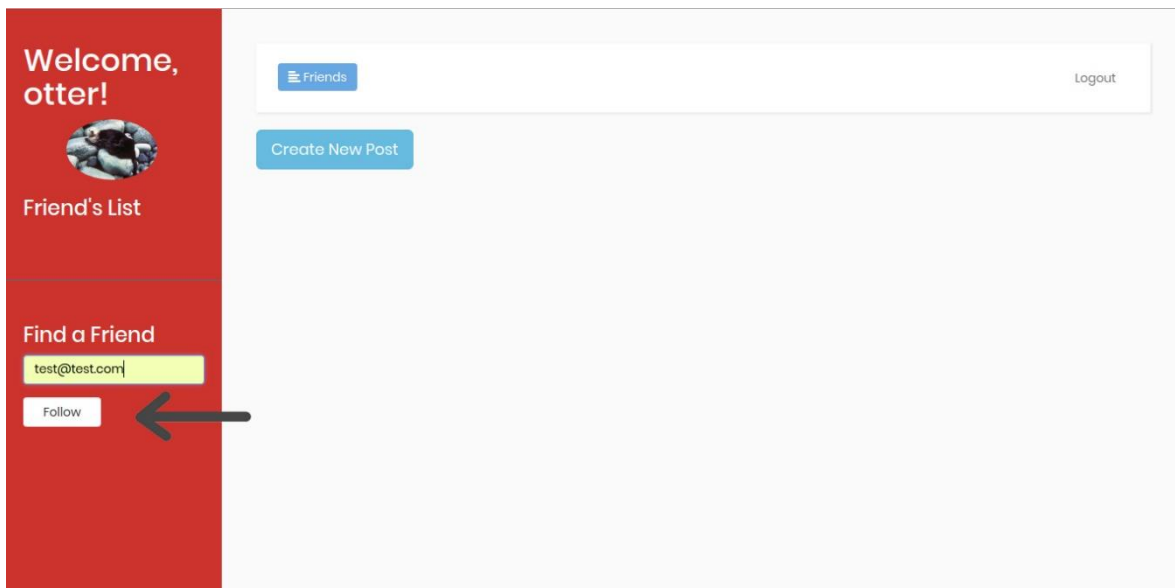 Welcome,
otter!
Friend's List
Find a Friend
test@test.com
Follow
Friends
Logout
Create New Post